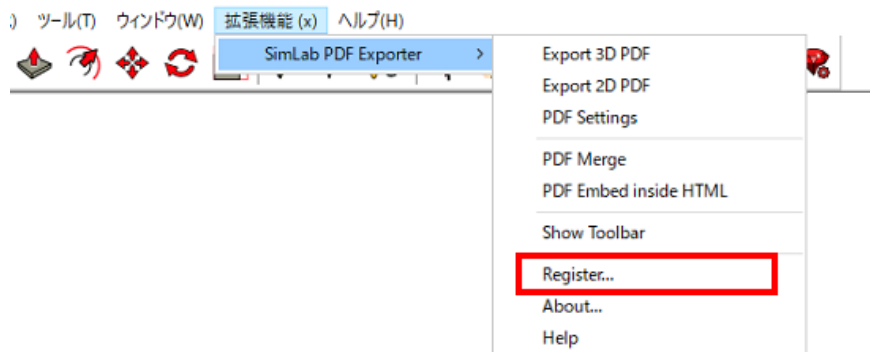 ツール(T) ウィンドウ(W) 拡張機能 (x) ヘルプ(H)
SimLab PDF Exporter
Export 3D PDF
Export 2D PDF
PDF Settings
PDF Merge
PDF Embed inside HTML
Show Toolbar
Register...
About...
Help